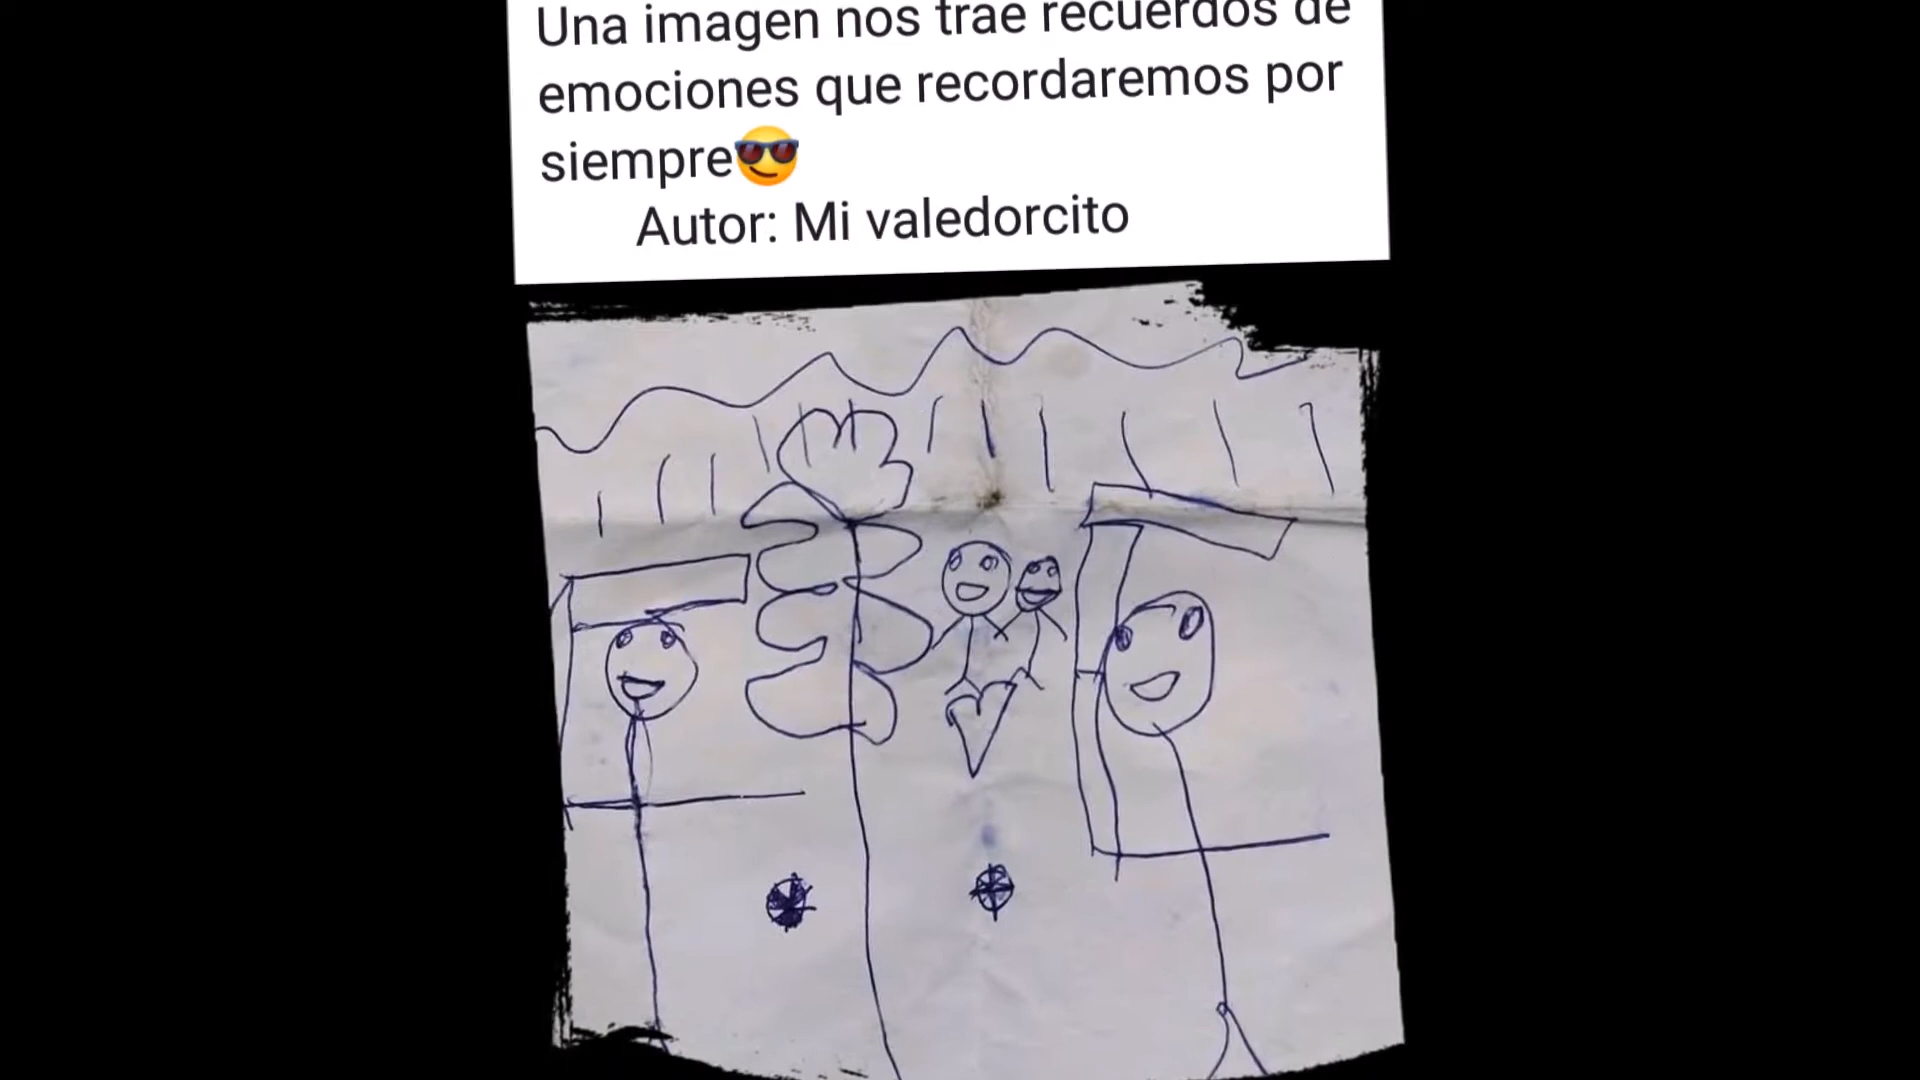 Una imagen nos trae recuerdos de
emociones que recordaremos por
siempre😎
Autor: Mi valedorcito